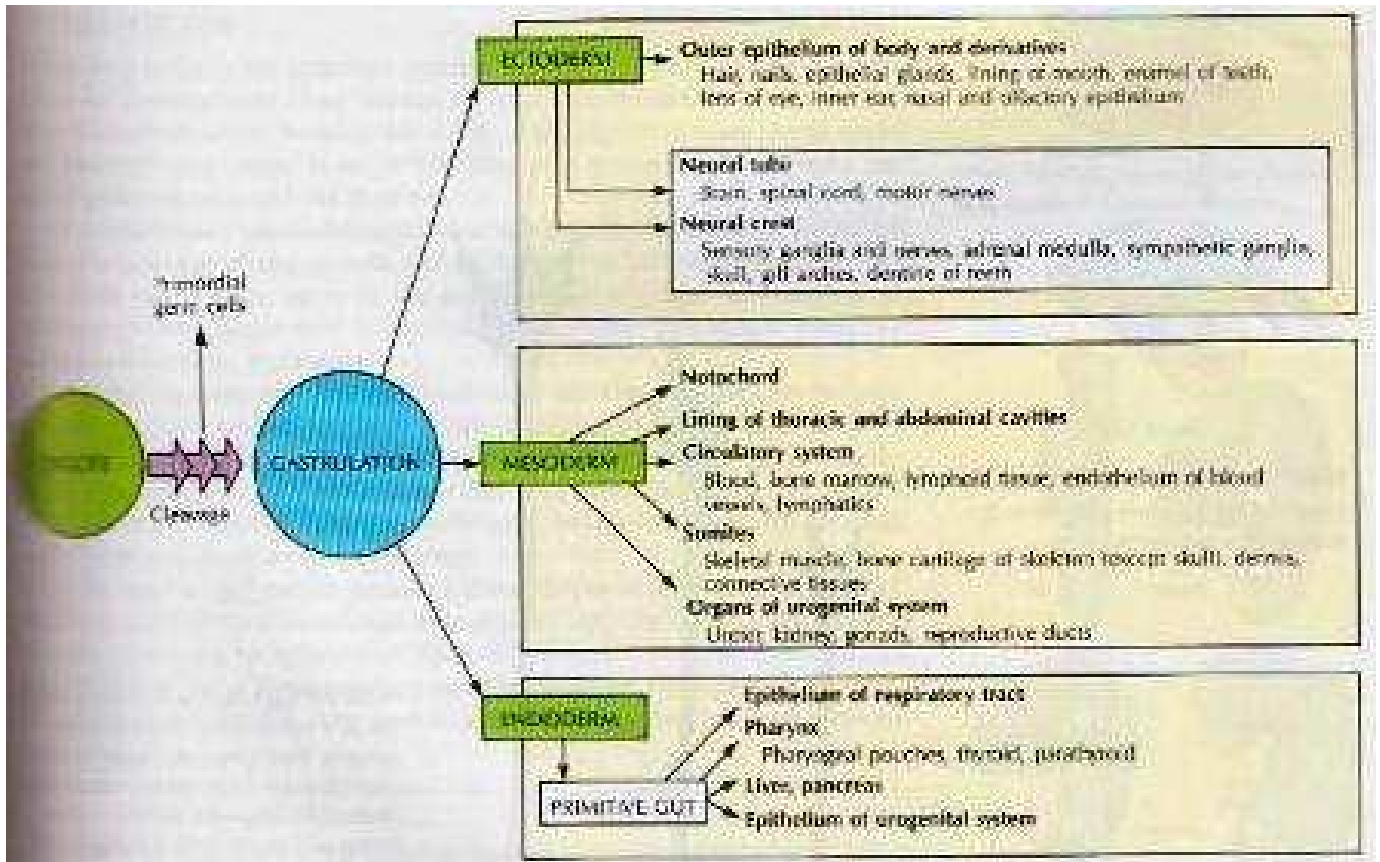 ECTODERM
Outer epithelium of body and derivatives
Hair, nails, epithelial glands, lining of mouth, enamel of teeth,
lens of eye, inner ear, nasal and olfactory epithelium
Neural tube
Brain, spinal cord, motor nerves
Neural crest
Sensory ganglia and nerves, adrenal medulla, sympathetic ganglia,
skull, gill arches, dentine of teeth
Primordial
germ cells
Cleavage
GASTRULATION
MESODERM
Notochord
Lining of thoracic and abdominal cavities
Circulatory system
Blood, bone marrow, lymphoid tissue, endothelium of blood
vessels, lymphatics
Somites
Skeletal muscle, bone cartilage of skeleton (except skull), dermis,
connective tissues
Organs of urogenital system
Ureter, kidney, gonads, reproductive ducts
ENDODERM
PRIMITIVE GUT
Epithelium of respiratory tract
Pharynx
Pharyngeal pouches, thyroid, parathyroid
Liver, pancreas
Epithelium of urogenital system